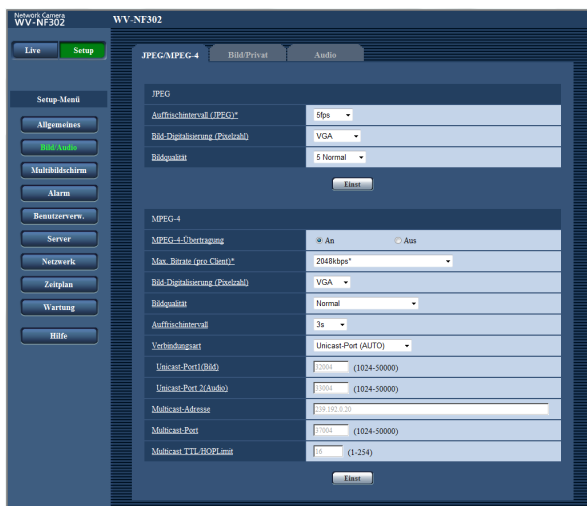 Network Camera
WV-NF302
WV-NF302
Live Setup
JPEG/MPEG-4 Bild/Privat Audio
Setup-Menü
Allgemeines
Bild/Audio
Multibildschirm
Alarm
Benutzerverw.
Server
Netzwerk
Zeitplan
Wartung
Hilfe
JPEG
Auffrischintervall (JPEG)* 5fps
Bild-Digitalisierung (Pixelzahl) VGA
Bildqualität 5 Normal
Einst
MPEG-4
MPEG-4-Übertragung An Aus
Max. Bitrate (pro Client)* 2048kbps*
Bild-Digitalisierung (Pixelzahl) VGA
Bildqualität Normal
Auffrischintervall 3s
Verbindungsart Unicast-Port (AUTO)
Unicast-Port1(Bild) 32004 (1024-50000)
Unicast-Port 2(Audio) 33004 (1024-50000)
Multicast-Adresse 239.192.0.20
Multicast-Port 37004 (1024-50000)
Multicast TTL/HOPLimit 16 (1-254)
Einst